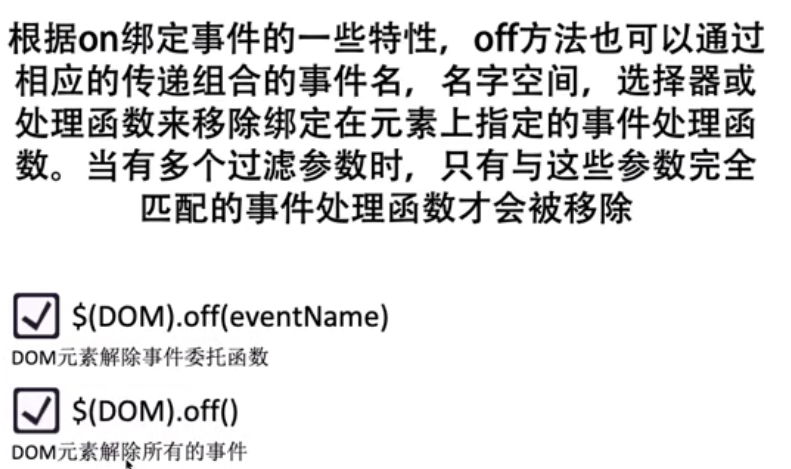 根据on绑定事件的一些特性，off方法也可以通过
相应的传递组合的事件名，名字空间，选择器或
处理函数来移除绑定在元素上指定的事件处理函
数。当有多个过滤参数时，只有与这些参数完全
匹配的事件处理函数才会被移除
$(DOM).off(eventName)
DOM元素解除事件委托函数
$(DOM).off()
DOM元素解除所有的事件